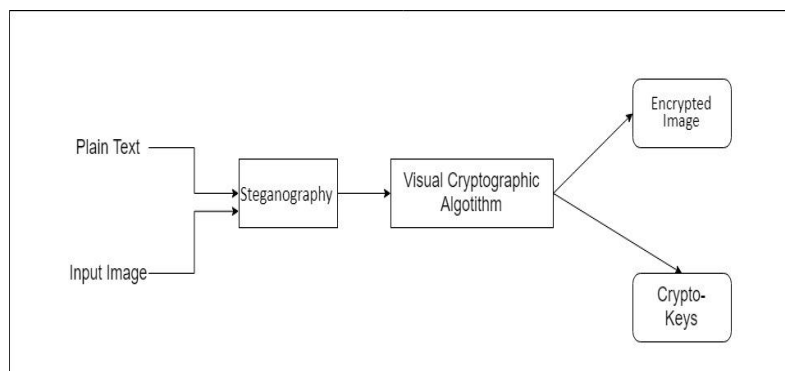 Plain Text
Input Image
Steganography
Visual Cryptographic
Algotithm
Encrypted
Image
Crypto-
Keys